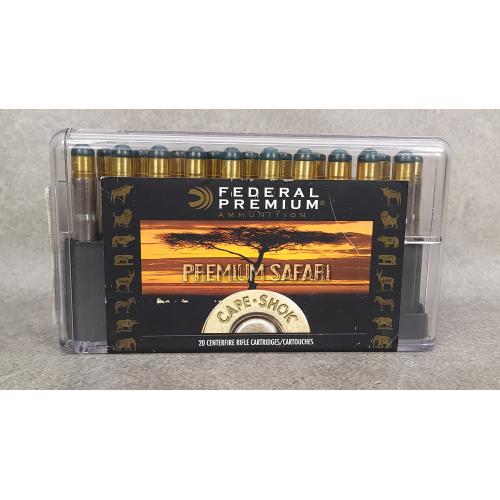 FEDERAL
PREMIUM®
AMMUNITION
PREMIUM SAFARI
CAPE•SHOK®
20 CENTERFIRE RIFLE CARTRIDGES/CARTOUCHES